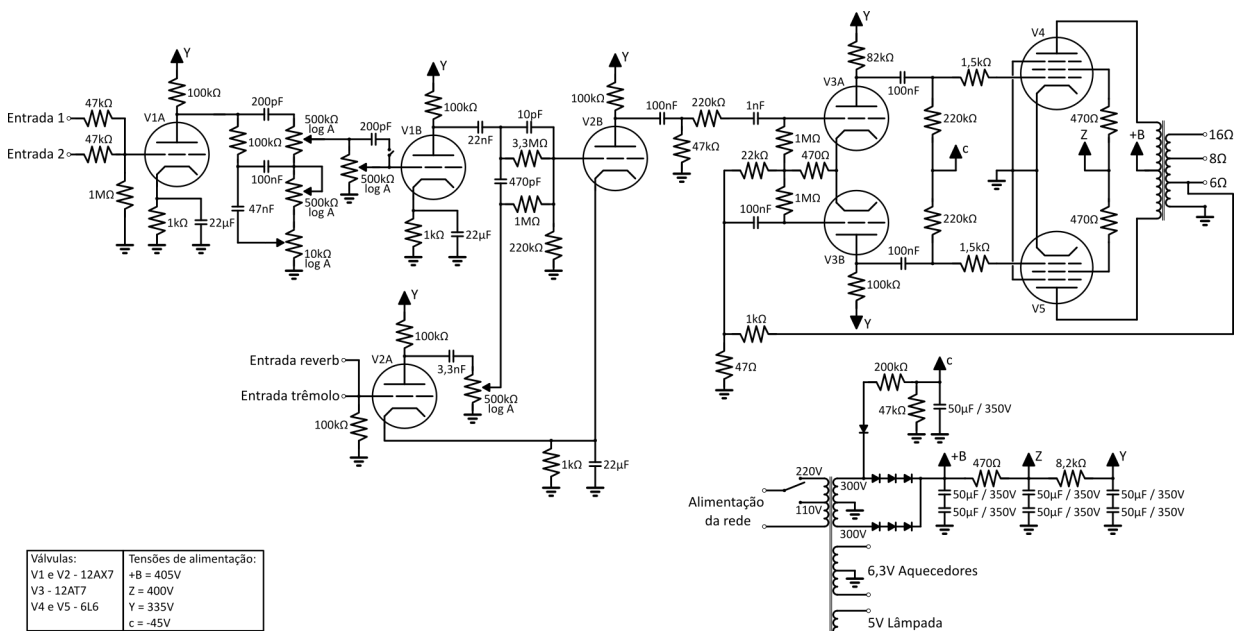 Y
100kΩ
200pF
47kΩ
V1A
500kΩ
log A
Entrada 1
47kΩ
Entrada 2
100kΩ
100nF
1MΩ
1kΩ
22µF
47nF
500kΩ
log A
10kΩ
log A
Y
100kΩ
200pF
V1B
22nF
500kΩ
log A
1kΩ
22µF
Y
100kΩ
V2B
10pF
3,3MΩ
470pF
1MΩ
220kΩ
100nF
220kΩ
1nF
47kΩ
Y
82kΩ
V3A
100nF
1,5kΩ
V4
1MΩ
22kΩ
470Ω
220kΩ
c
470Ω
Z
+B
16Ω
8Ω
6Ω
100nF
1MΩ
220kΩ
470Ω
V3B
100nF
1,5kΩ
100kΩ
V5
Y
1kΩ
47Ω
Y
100kΩ
Entrada reverb
V2A
3,3nF
Entrada trêmolo
500kΩ
log A
100kΩ
1kΩ
22µF
c
200kΩ
47kΩ
50µF / 350V
220V
300V
+B
470Ω
Z
8,2kΩ
Y
Alimentação
da rede
110V
300V
50µF / 350V
50µF / 350V
50µF / 350V
50µF / 350V
50µF / 350V
50µF / 350V
6,3V Aquecedores
5V Lâmpada
Válvulas:
V1 e V2 - 12AX7
V3 - 12AT7
V4 e V5 - 6L6
Tensões de alimentação:
+B = 405V
Z = 400V
Y = 335V
c = -45V